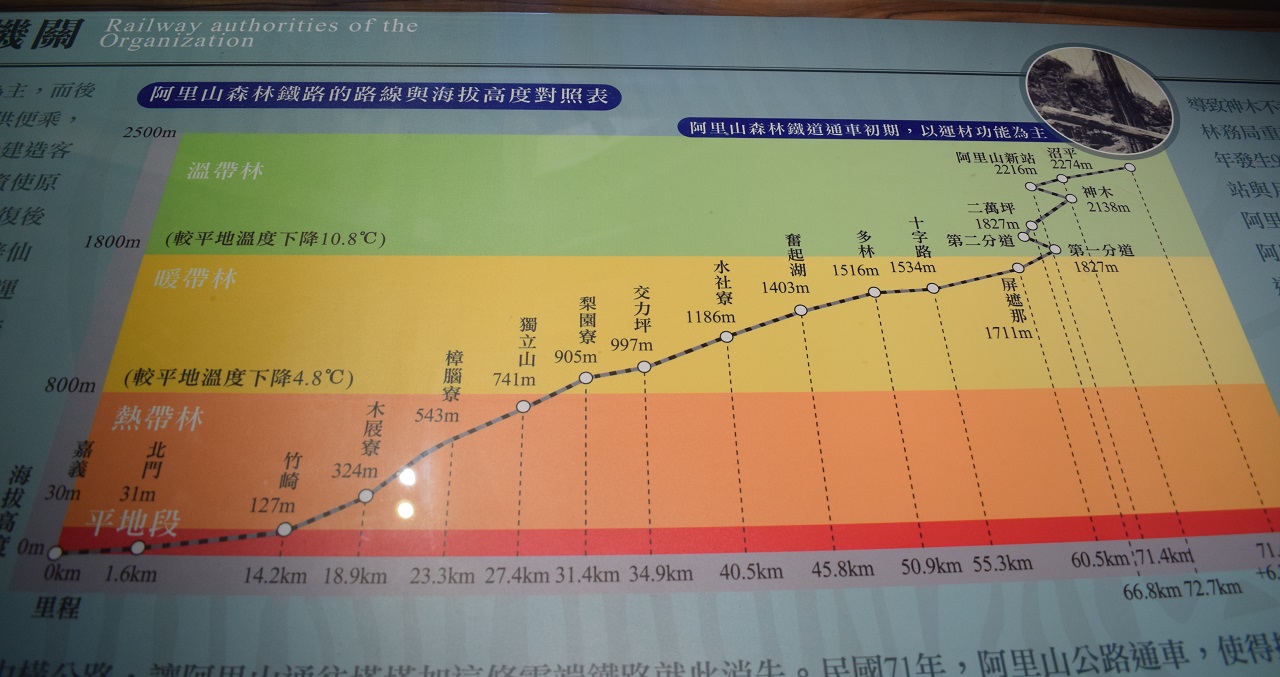 機關
Railway authorities of the
Organization
主，而後
供便乘，
建造客
使原
復後
仙
運
阿里山森林鐵路的路線與海拔高度對照表
阿里山森林鐵道通車初期，以運材功能為主
導致神木不
林務局重
年發生9
站與
阿里
阿
2500m
溫帶林
(較平地溫度下降10.8℃)
1800m
暖帶林
(較平地溫度下降4.8℃)
800m
熱帶林
平地段
0m
海拔高度
嘉義
30m
北門
31m
竹崎
127m
木屐寮
324m
樟腦寮
543m
獨立山
741m
梨園寮
905m
交力坪
997m
水社寮
1186m
奮起湖
1403m
多林
1516m
十字路
1534m
屏遮那
1711m
第一分道
1827m
第二分道
二萬坪
1827m
神木
2138m
阿里山新站
2216m
沼平
2274m
0km 1.6km 14.2km 18.9km 23.3km 27.4km 31.4km 34.9km 40.5km 45.8km 50.9km 55.3km 60.5km 71.4km 71.
66.8km 72.7km +6.
里程
橫公路，讓阿里山通往塔塔加這條雲端鐵路就此消失。民國71年，阿里山公路通車，使得